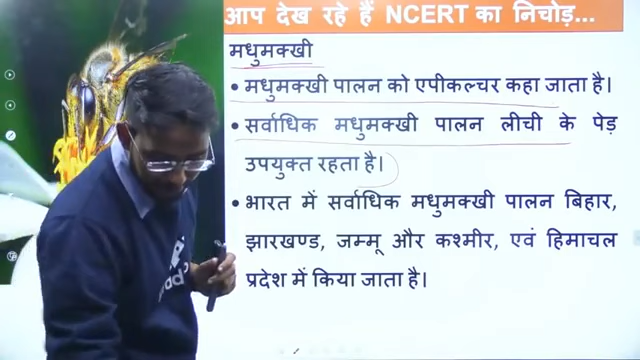 आप देख रहे हैं NCERT का निचोड़...
मधुमक्खी
• मधुमक्खी पालन को एपीकल्चर कहा जाता है।
• सर्वाधिक मधुमक्खी पालन लीची के पेड़
उपयुक्त रहता है।
• भारत में सर्वाधिक मधुमक्खी पालन बिहार,
झारखण्ड, जम्मू और कश्मीर, एवं हिमाचल
प्रदेश में किया जाता है।